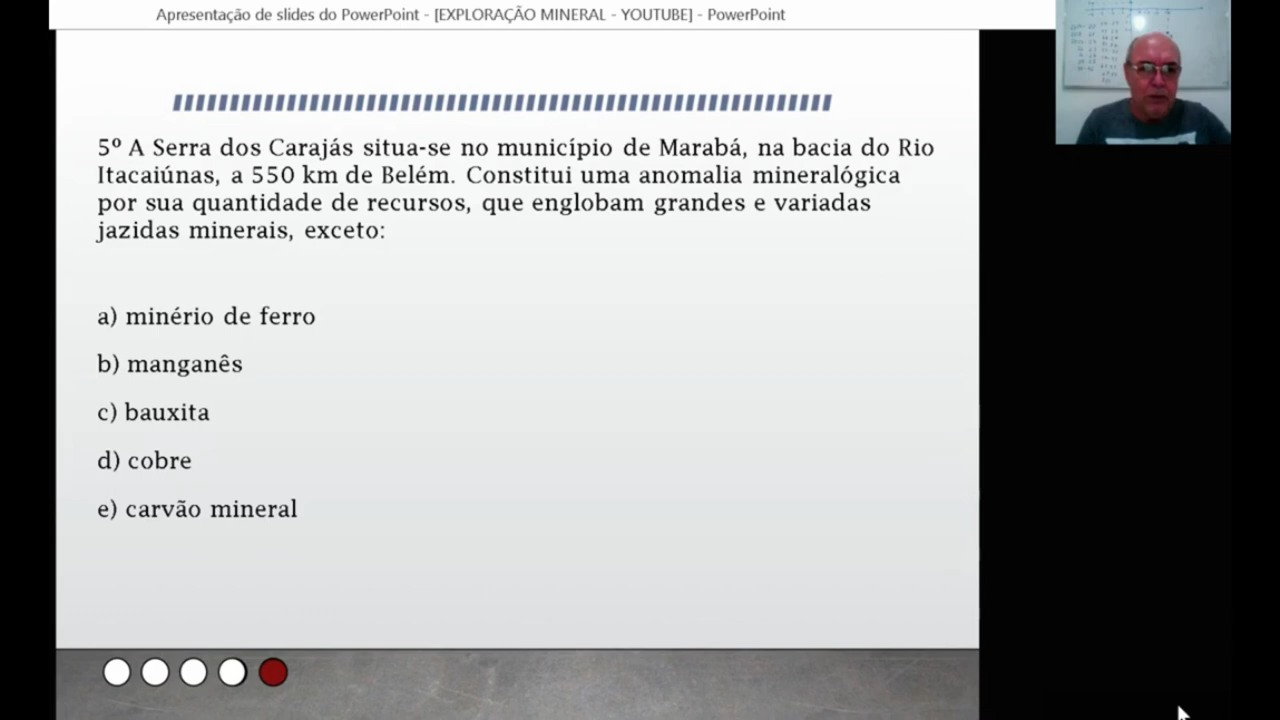 Apresentação de slides do PowerPoint - [EXPLORAÇÃO MINERAL - YOUTUBE] - PowerPoint
5º A Serra dos Carajás situa-se no município de Marabá, na bacia do Rio
Itacaiúnas, a 550 km de Belém. Constitui uma anomalia mineralógica
por sua quantidade de recursos, que englobam grandes e variadas
jazidas minerais, exceto:
a) minério de ferro
b) manganês
c) bauxita
d) cobre
e) carvão mineral